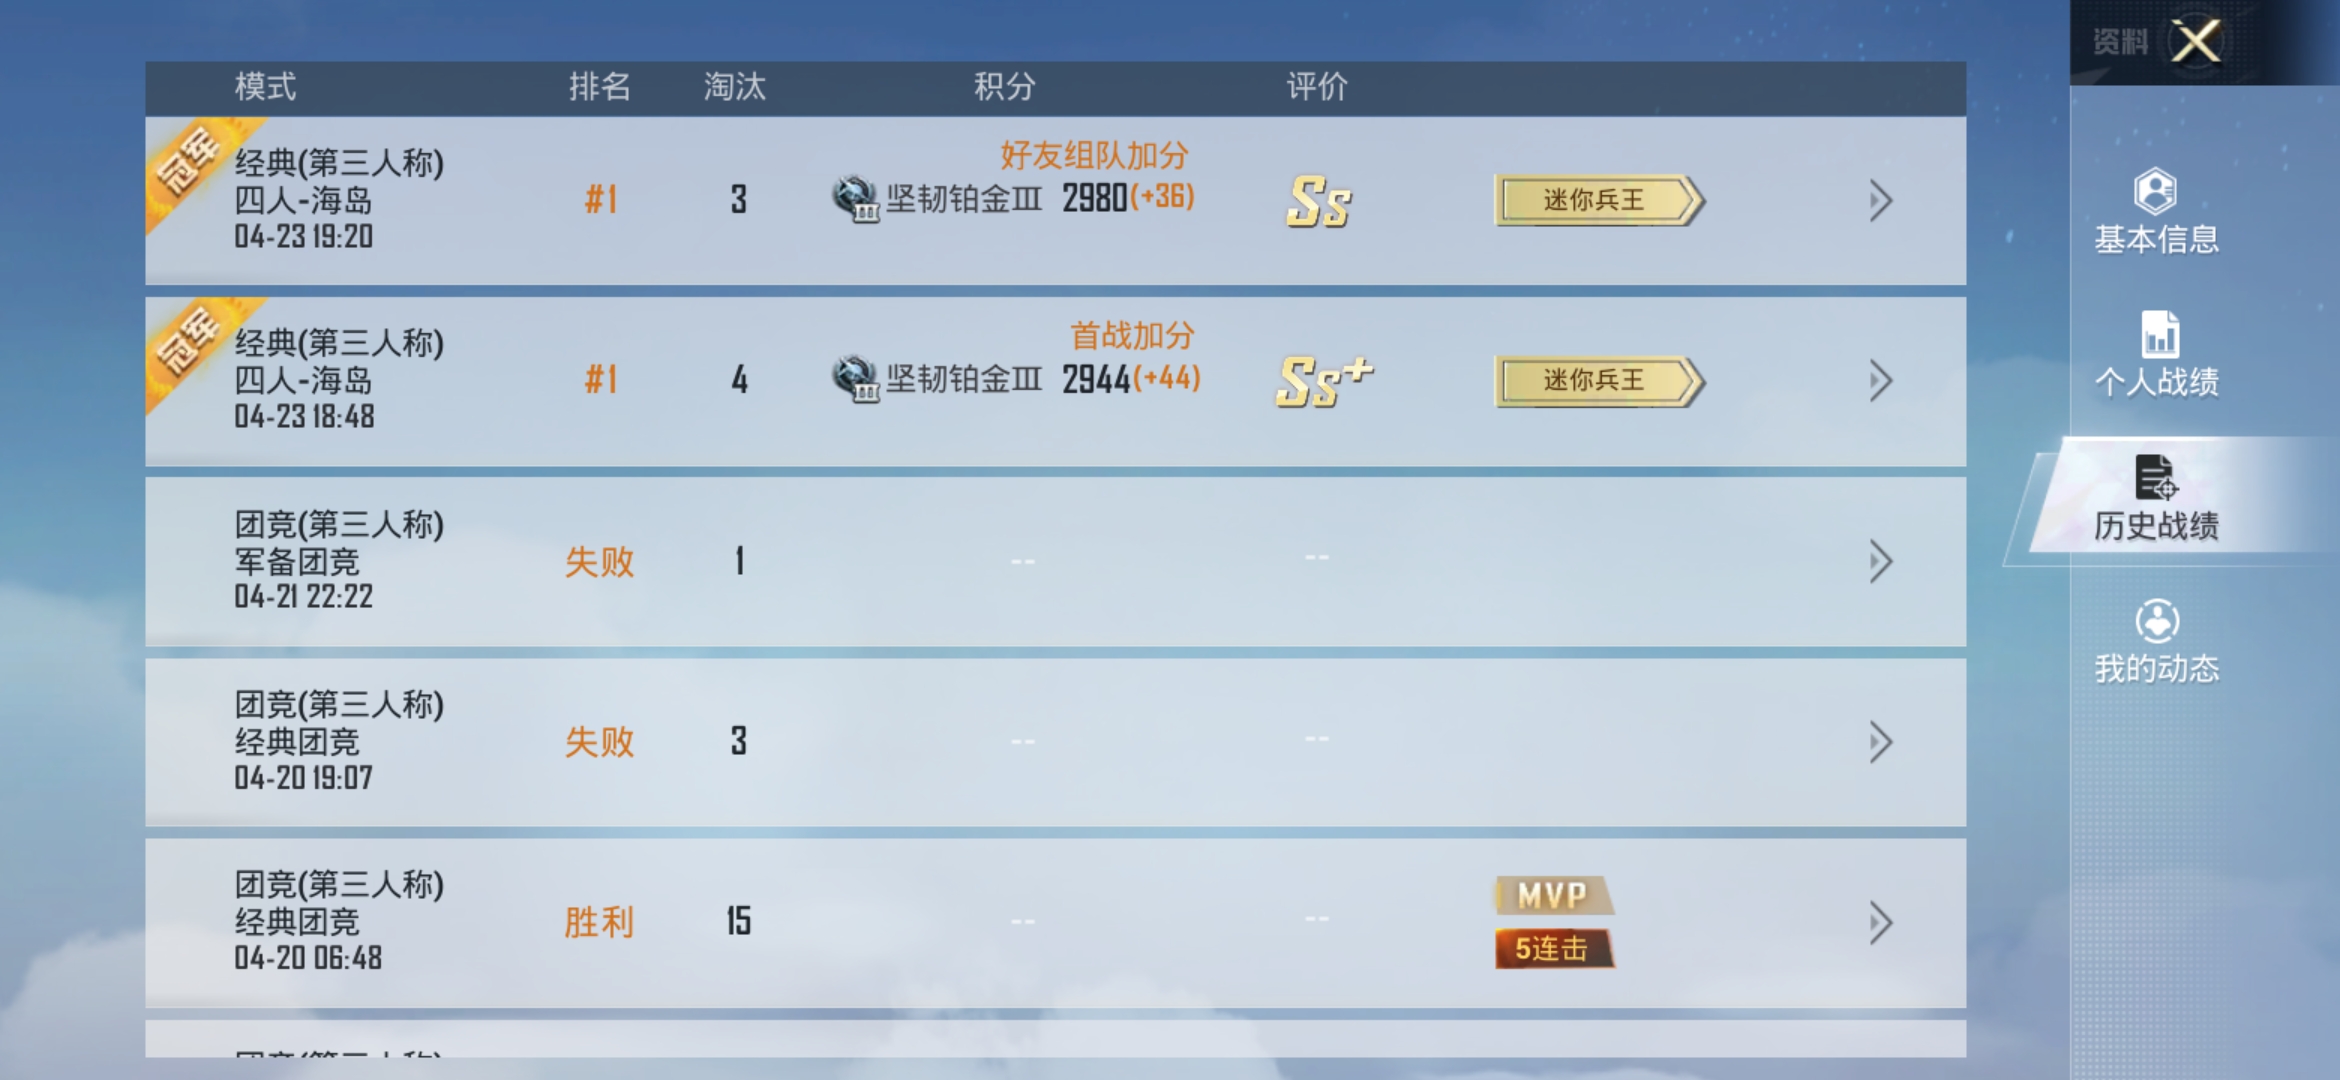 资料
模式 排名 淘汰 积分 评价
冠军
经典(第三人称)
四人-海岛
04-23 19:20
#1
3
好友组队加分
坚韧铂金III 2980(+36)
Ss
迷你兵王
冠军
经典(第三人称)
四人-海岛
04-23 18:48
#1
4
首战加分
坚韧铂金III 2944(+44)
Ss+
迷你兵王
团竞(第三人称)
军备团竞
04-21 22:22
失败
1
--
--
团竞(第三人称)
经典团竞
04-20 19:07
失败
3
--
--
团竞(第三人称)
经典团竞
04-20 06:48
胜利
15
--
--
MVP
5连击
团竞(第三人称)
基本信息
个人战绩
历史战绩
我的动态